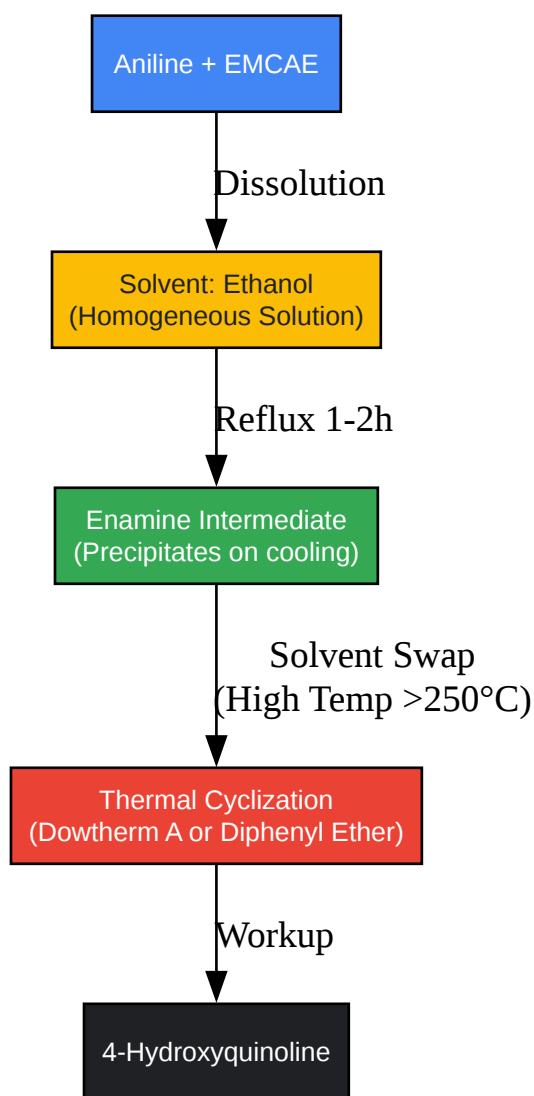 Aniline + EMCAE
Dissolution
Solvent: Ethanol
(Homogeneous Solution)
Reflux 1-2h
Enamine Intermediate
(Precipitates on cooling)
Solvent Swap
(High Temp >250°C)
Thermal Cyclization
(Dowtherm A or Diphenyl Ether)
Workup
4-Hydroxyquinoline